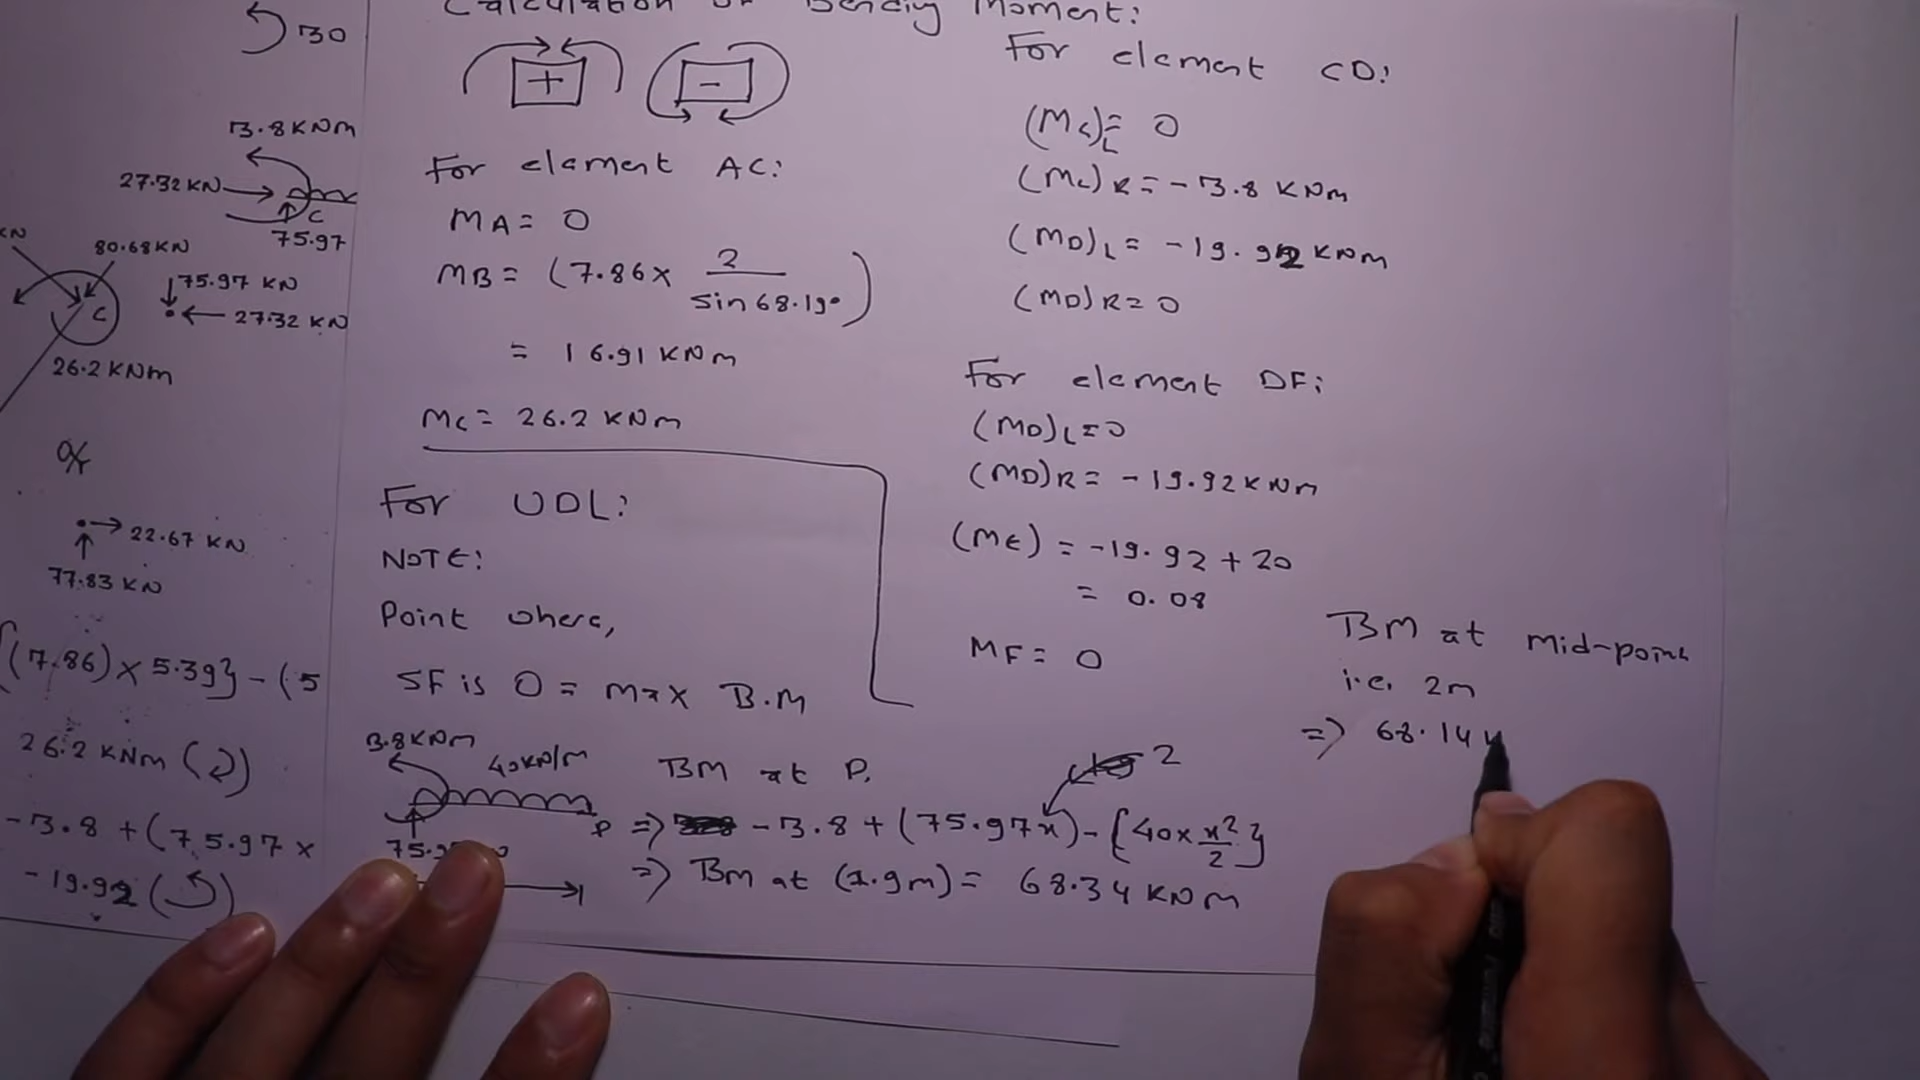 Calculation of Bending Moment:
30
+
-
3.8 KNm
27.32 KN
C
75.97
KN
80.68 KN
75.97 KN
C
27.32 KN
26.2 KNm
22.67 KN
77.83 KN
(7.86) × 5.39} - (5
26.2 KNm
-3.8 + (75.97 ×
-19.92
For element AC:
MA = 0
MB = (7.86 × 2 / sin 68.19°)
= 16.91 KNm
MC = 26.2 KNm
For UDL:
NOTE:
Point where,
SF is 0 = max B.M
3.8 KNm
40 KN/m
P
BM at P,
2
=> -3.8 + (75.97x) - {40 × x²/2}
=> BM at (1.9m) = 68.34 KNm
For element CD:
(MC)L = 0
(MC)R = -3.8 KNm
(MD)L = -19.92 KNm
(MD)R = 0
For element DF:
(MD)L = 0
(MD)R = -19.92 KNm
(ME) = -19.92 + 20
= 0.08
MF = 0
BM at mid-point
i.e. 2m
=> 68.14